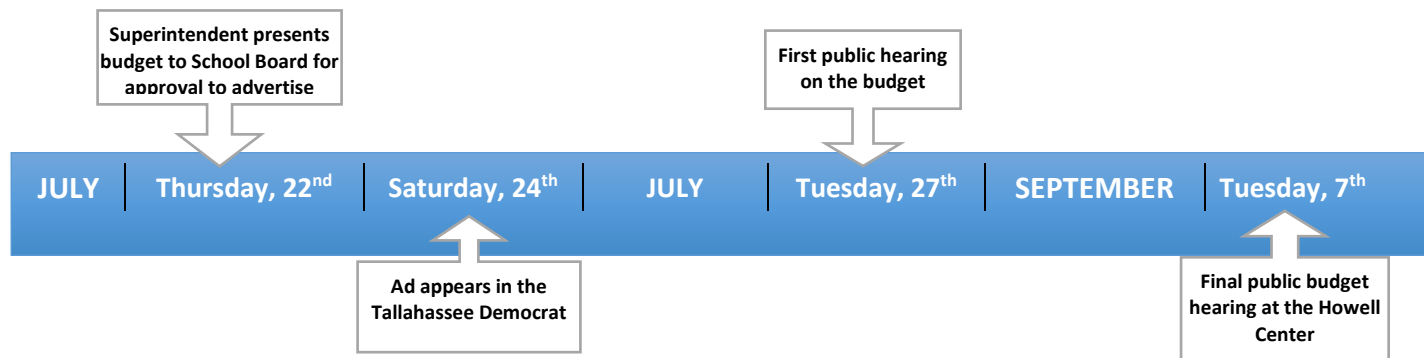 Superintendent presents
budget to School Board for
approval to advertise
First public hearing
on the budget
JULY
Thursday, 22nd
Saturday, 24th
JULY
Tuesday, 27th
SEPTEMBER
Tuesday, 7th
Ad appears in the
Tallahassee Democrat
Final public budget
hearing at the Howell
Center